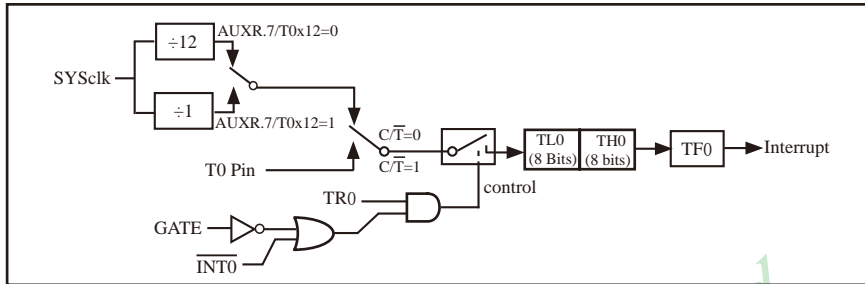 ÷12
AUXR.7/T0x12=0
SYSclk
÷1
AUXR.7/T0x12=1
C/T̅=0
C/T̅=1
T0 Pin
TL0
(8 Bits)
TH0
(8 bits)
TF0
Interrupt
control
TR0
GATE
I̅N̅T̅0̅